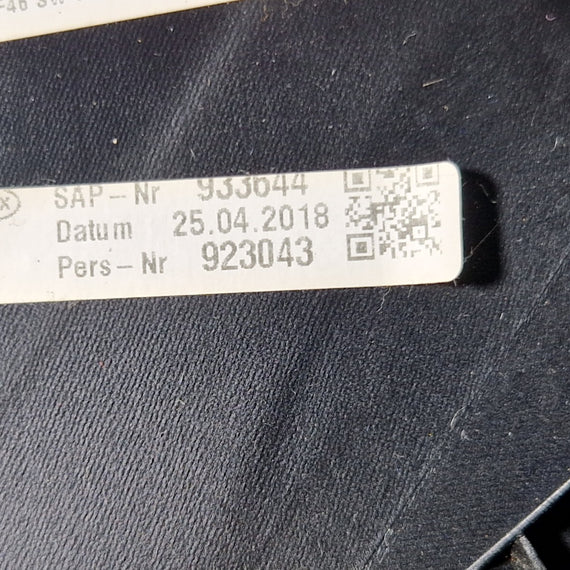 SAP-Nr 933644
Datum 25.04.2018
Pers-Nr 923043